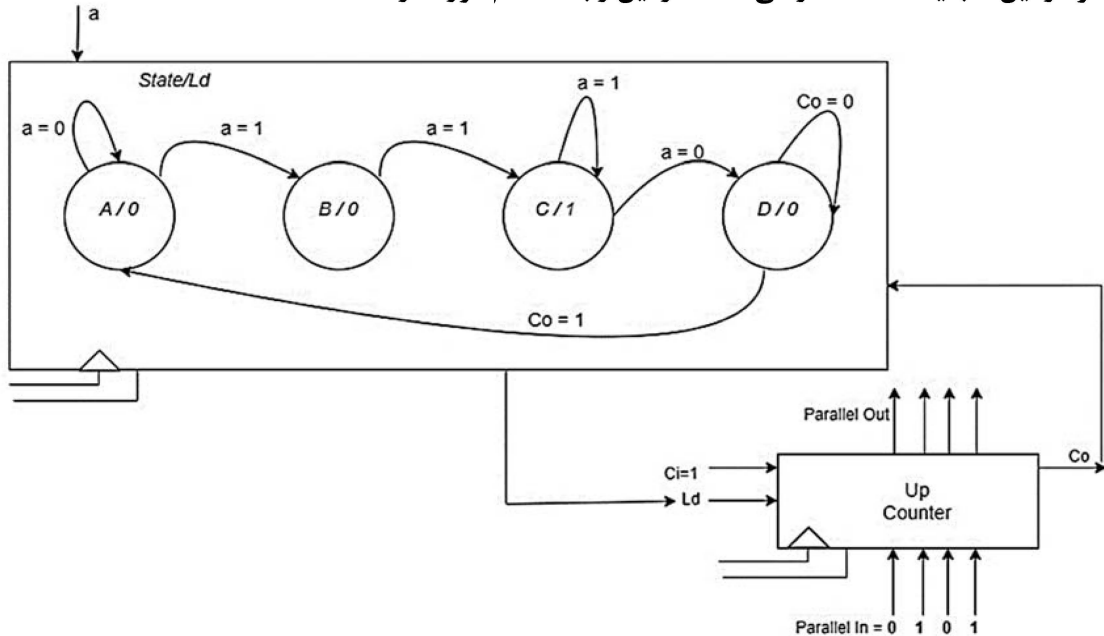 a
State/Ld
a = 0
a = 1
a = 1
a = 1
a = 0
Co = 0
A / 0
B / 0
C / 1
D / 0
Co = 1
Parallel Out
Ci=1
Ld
Up
Counter
Co
Parallel In = 0 1 0 1